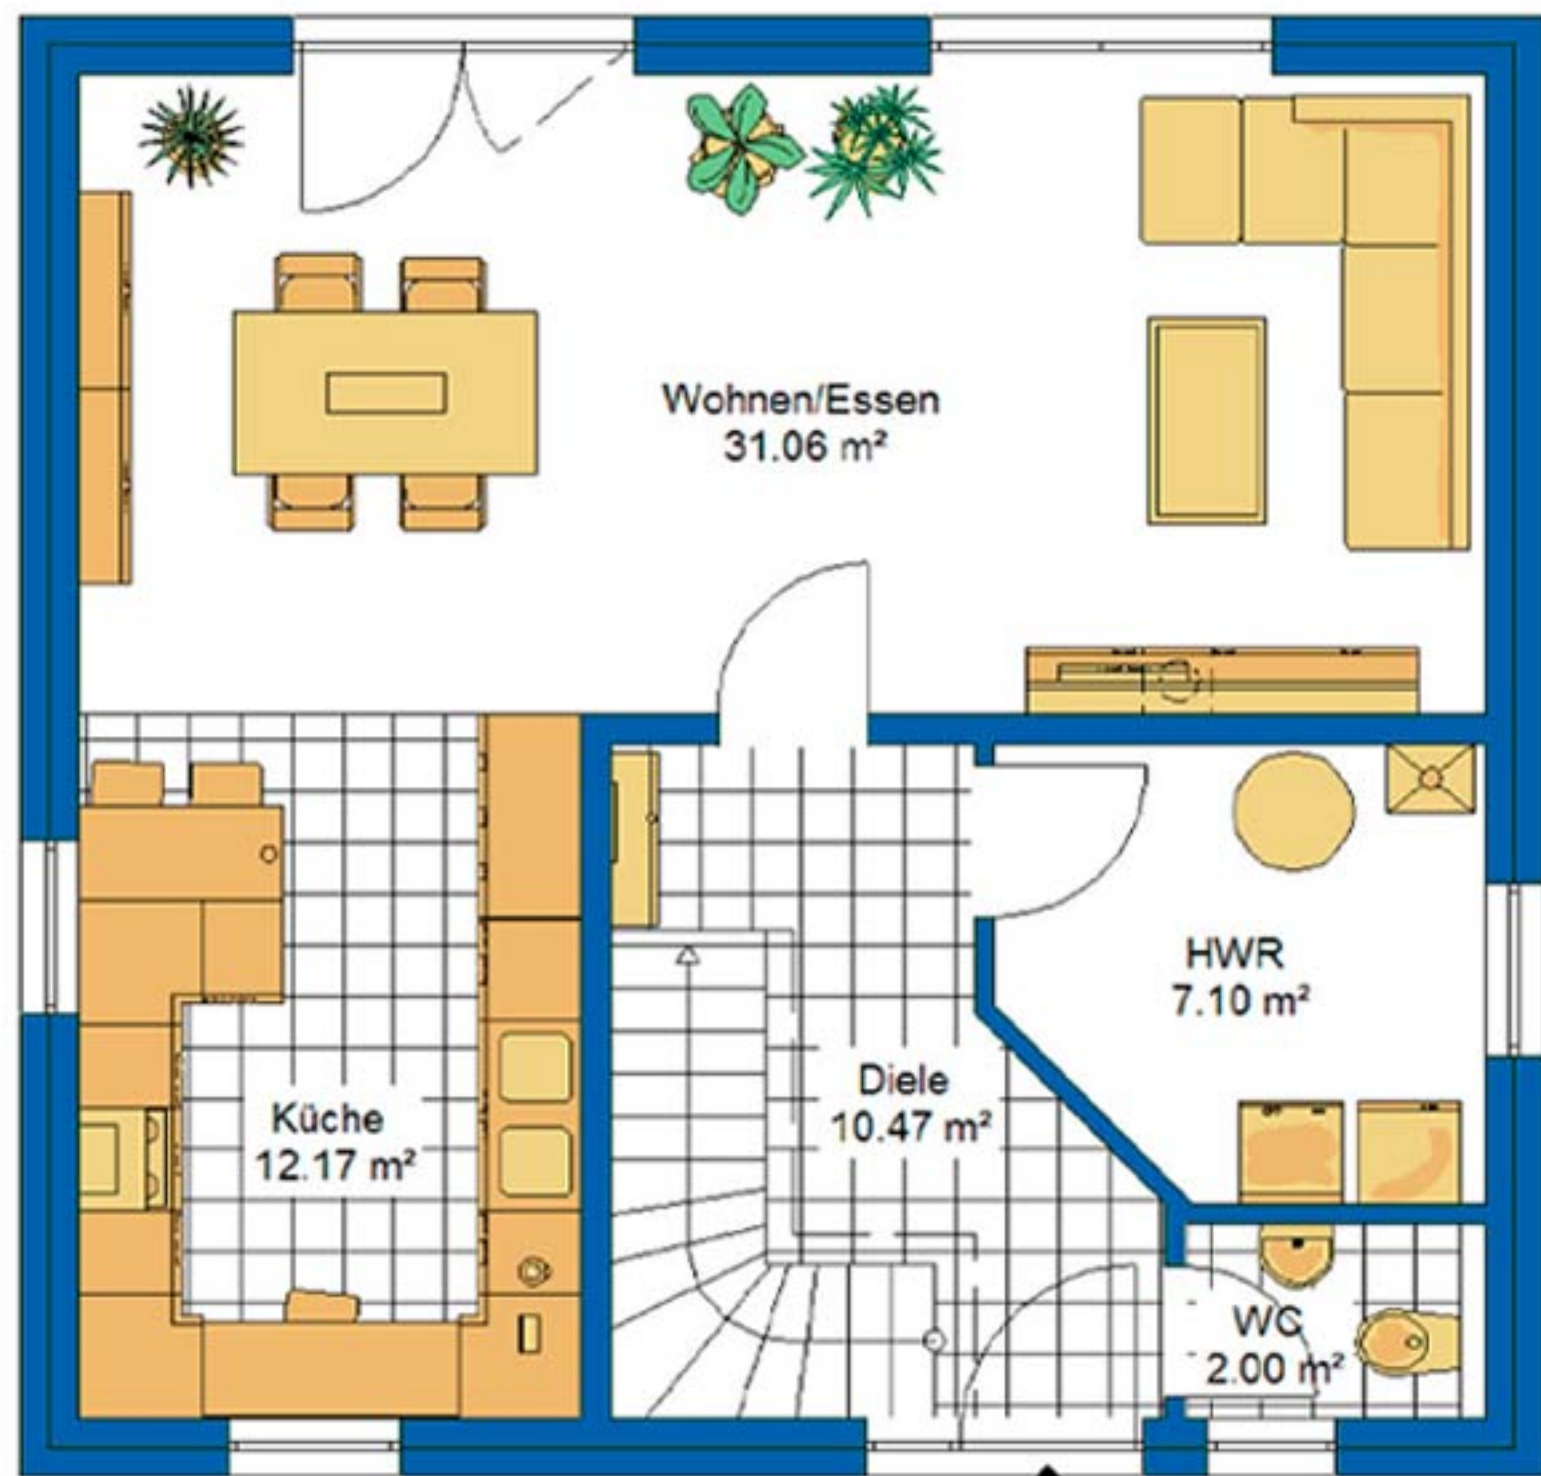 Wohnen/Essen
31.06 m²
HWR
7.10 m²
Diele
10.47 m²
Küche
12.17 m²
WC
2.00 m²